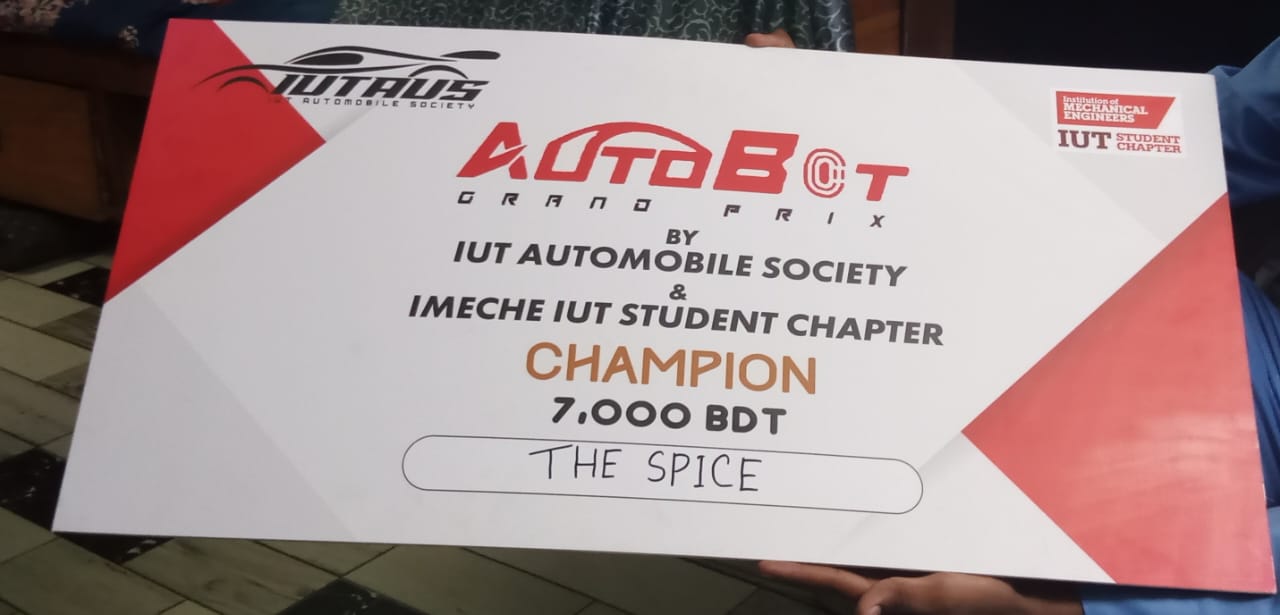 IUTAUS
IUT AUTOMOBILE SOCIETY
Institution of
MECHANICAL
ENGINEERS
IUT STUDENT
CHAPTER
AUTOBOT
GRAND PRIX
BY
IUT AUTOMOBILE SOCIETY
&
IMECHE IUT STUDENT CHAPTER
CHAMPION
7,000 BDT
THE SPICE